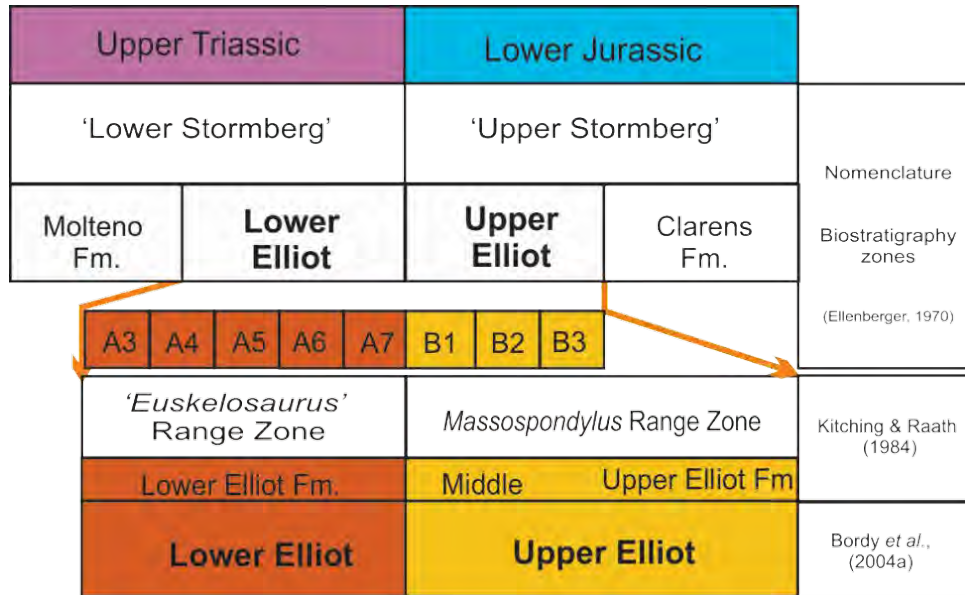 Upper Triassic
Lower Jurassic
'Lower Stormberg'
'Upper Stormberg'
Nomenclature
Biostratigraphy
zones
(Ellenberger, 1970)
Molteno
Fm.
Lower
Elliot
Upper
Elliot
Clarens
Fm.
A3
A4
A5
A6
A7
B1
B2
B3
'Euskelosaurus'
Range Zone
Massospondylus Range Zone
Kitching & Raath
(1984)
Lower Elliot Fm.
Middle
Upper Elliot Fm
Lower Elliot
Upper Elliot
Bordy et al.,
(2004a)